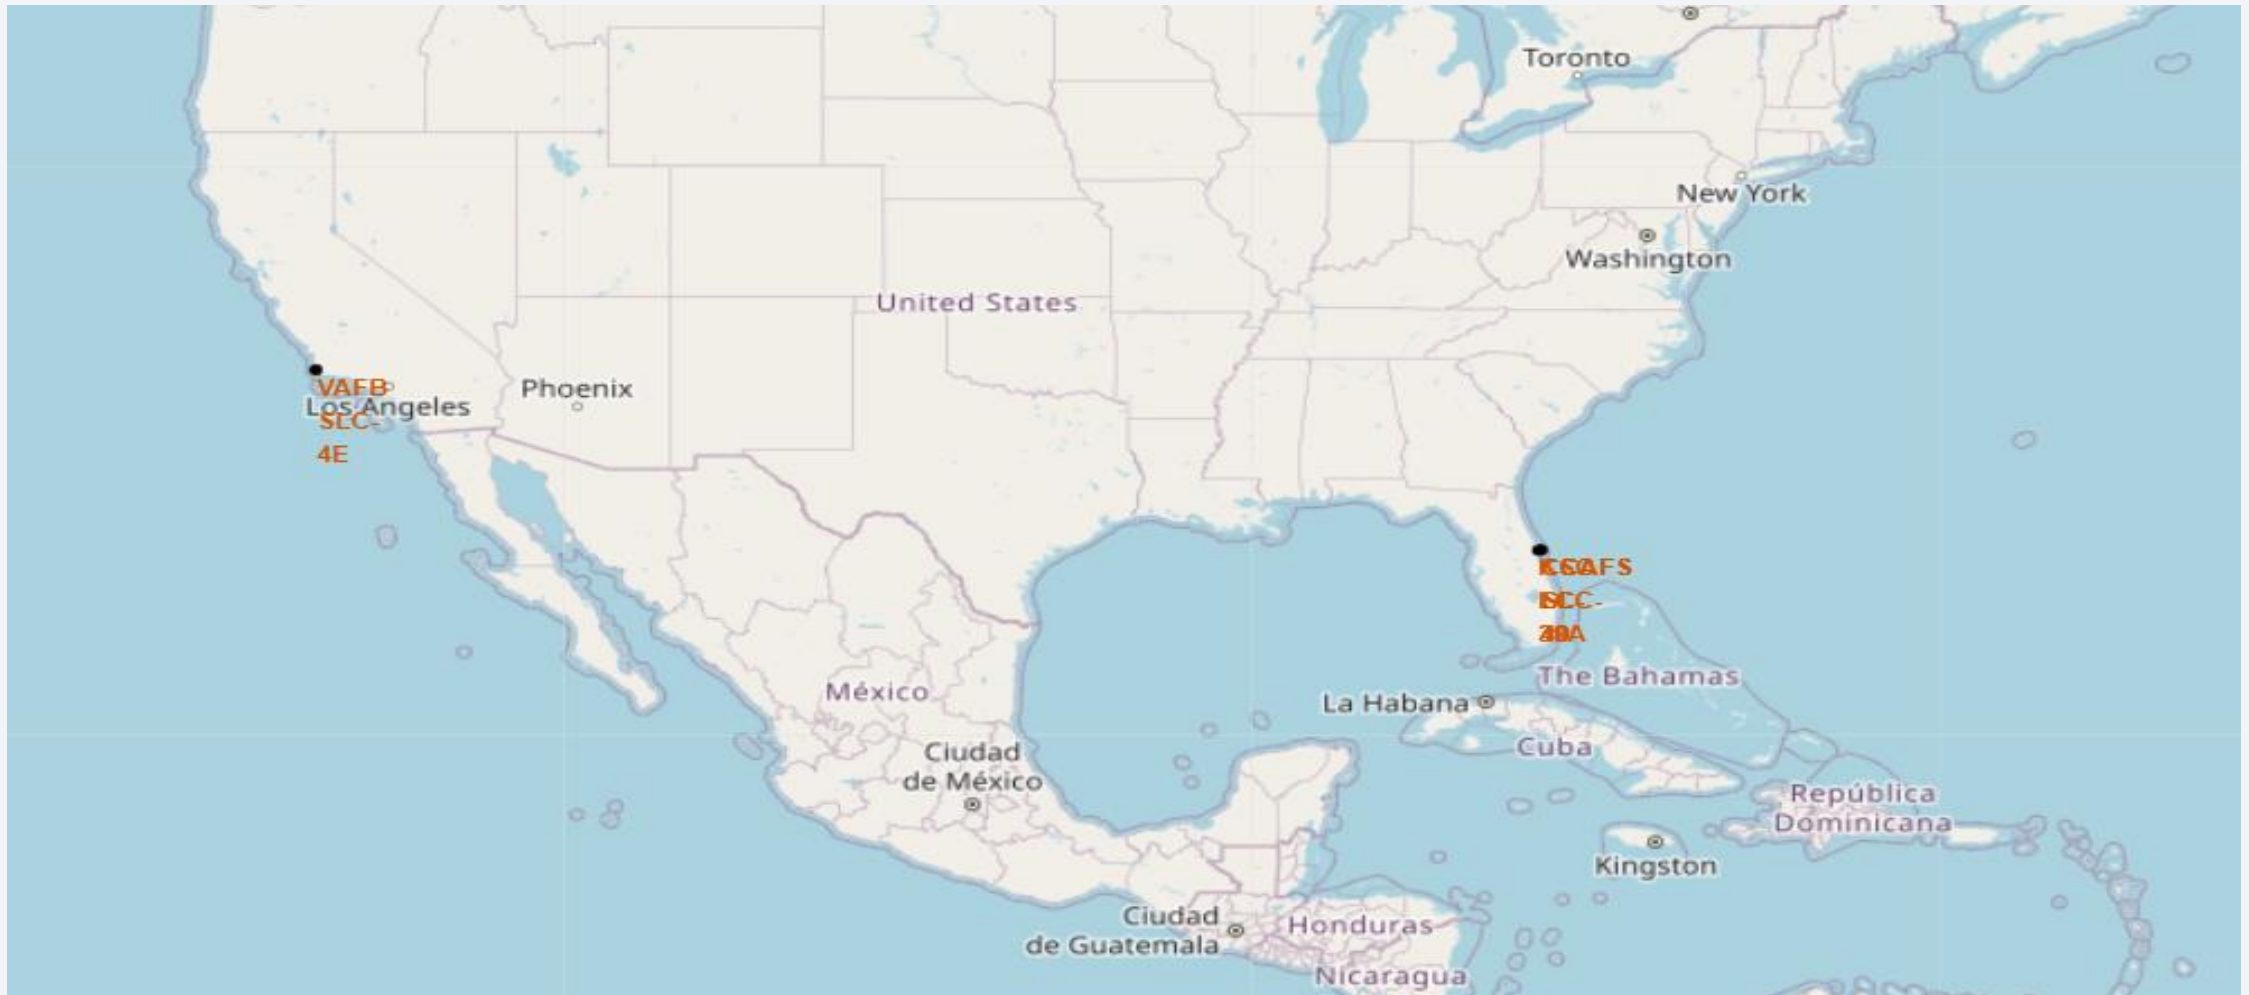 Toronto
New York
Washington
United States
VAFB
SLC-
4E
Los Angeles
Phoenix
México
Ciudad
de México
La Habana
The Bahamas
Cuba
República
Dominicana
Kingston
Ciudad
de Guatemala
Honduras
Nicaragua